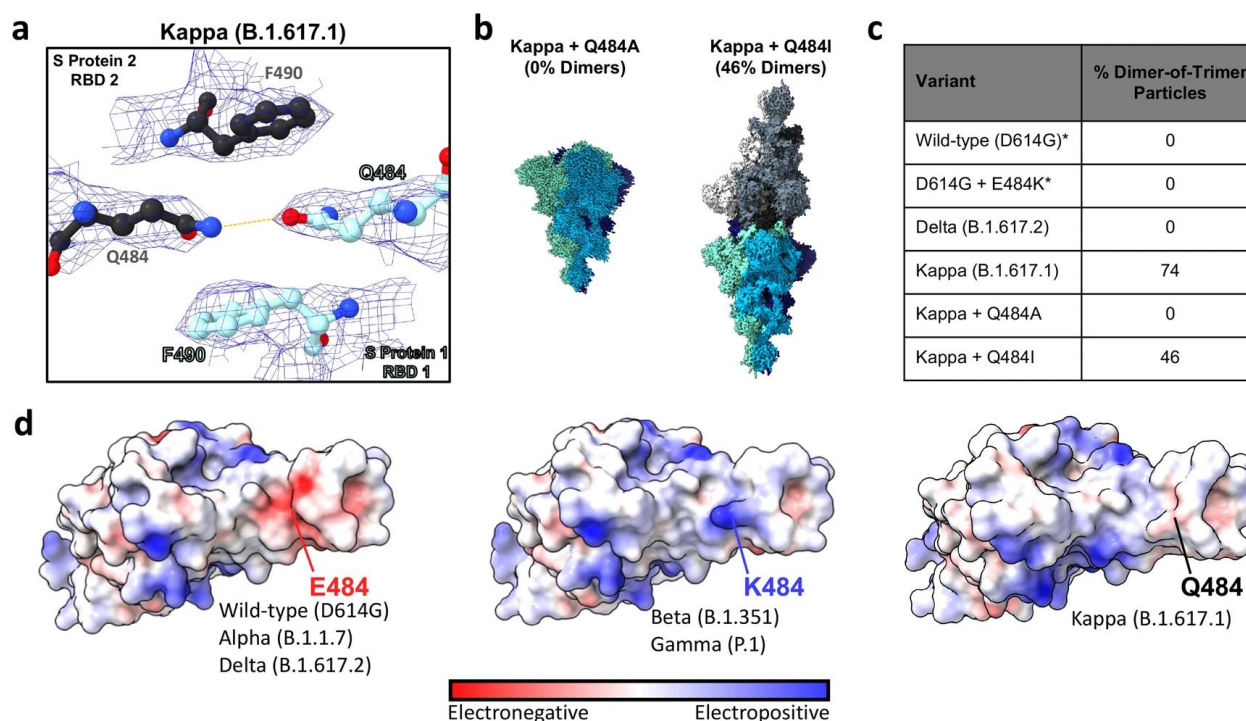 a
Kappa (B.1.617.1)
S Protein 2
RBD 2
F490
Q484
Q484
F490
S Protein 1
RBD 1
b
Kappa + Q484A
(0% Dimers)
Kappa + Q484I
(46% Dimers)
c
Variant
% Dimer-of-Trimer
Particles
Wild-type (D614G)*
0
D614G + E484K*
0
Delta (B.1.617.2)
0
Kappa (B.1.617.1)
74
Kappa + Q484A
0
Kappa + Q484I
46
d
E484
Wild-type (D614G)
Alpha (B.1.1.7)
Delta (B.1.617.2)
K484
Beta (B.1.351)
Gamma (P.1)
Q484
Kappa (B.1.617.1)
Electronegative
Electropositive